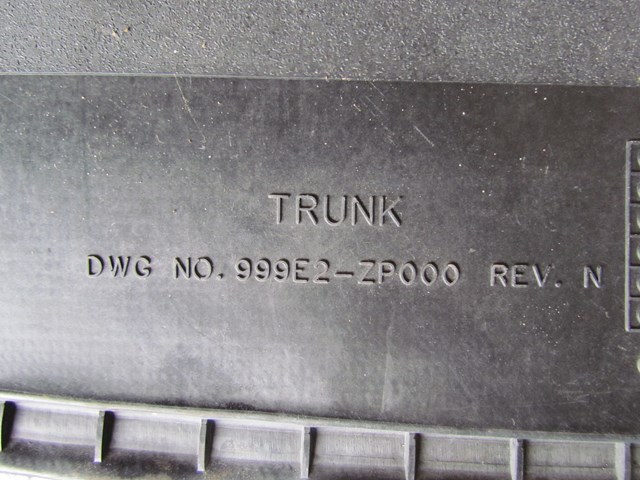 TRUNK
DWG NO. 999E2-ZP000 REV. N